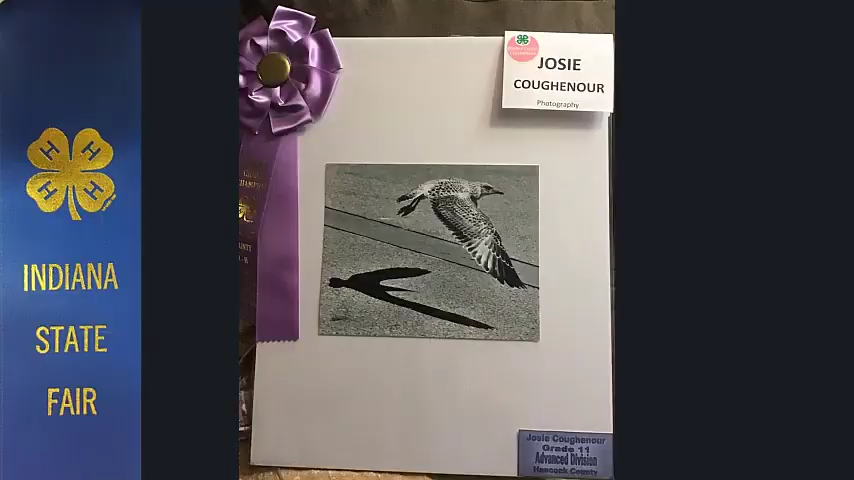 H H
H H
INDIANA
STATE
FAIR
JOSIE
COUGHENOUR
Photography
Josie Coughenour
Grade 11
Advanced Division
Hancock County